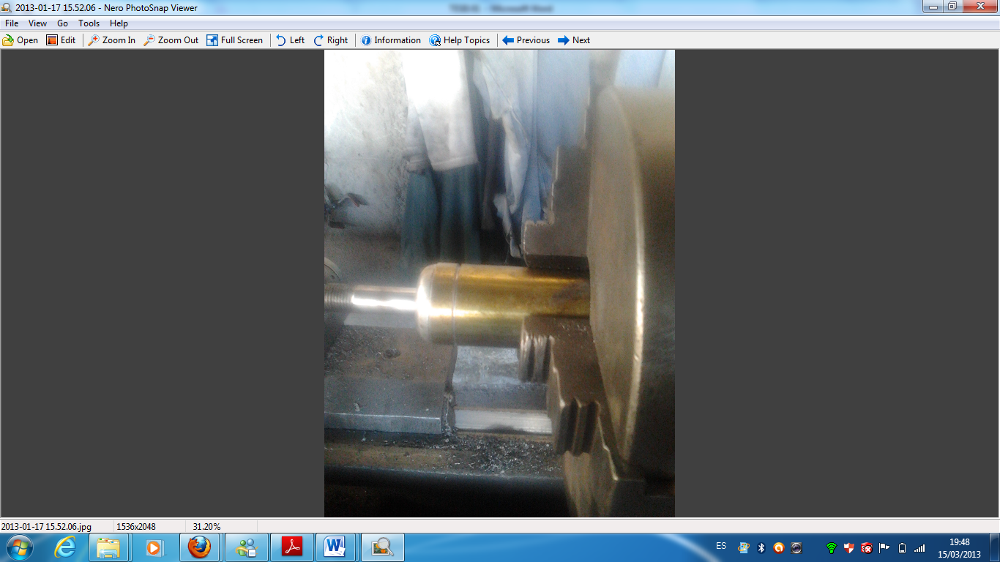 2013-01-17 15.52.06 - Nero PhotoSnap Viewer
File View Go Tools Help
Open Edit Zoom In Zoom Out Full Screen Left Right Information Help Topics Previous Next
2013-01-17 15.52.06.jpg 1536x2048 31.20%
ES 19:48
15/03/2013